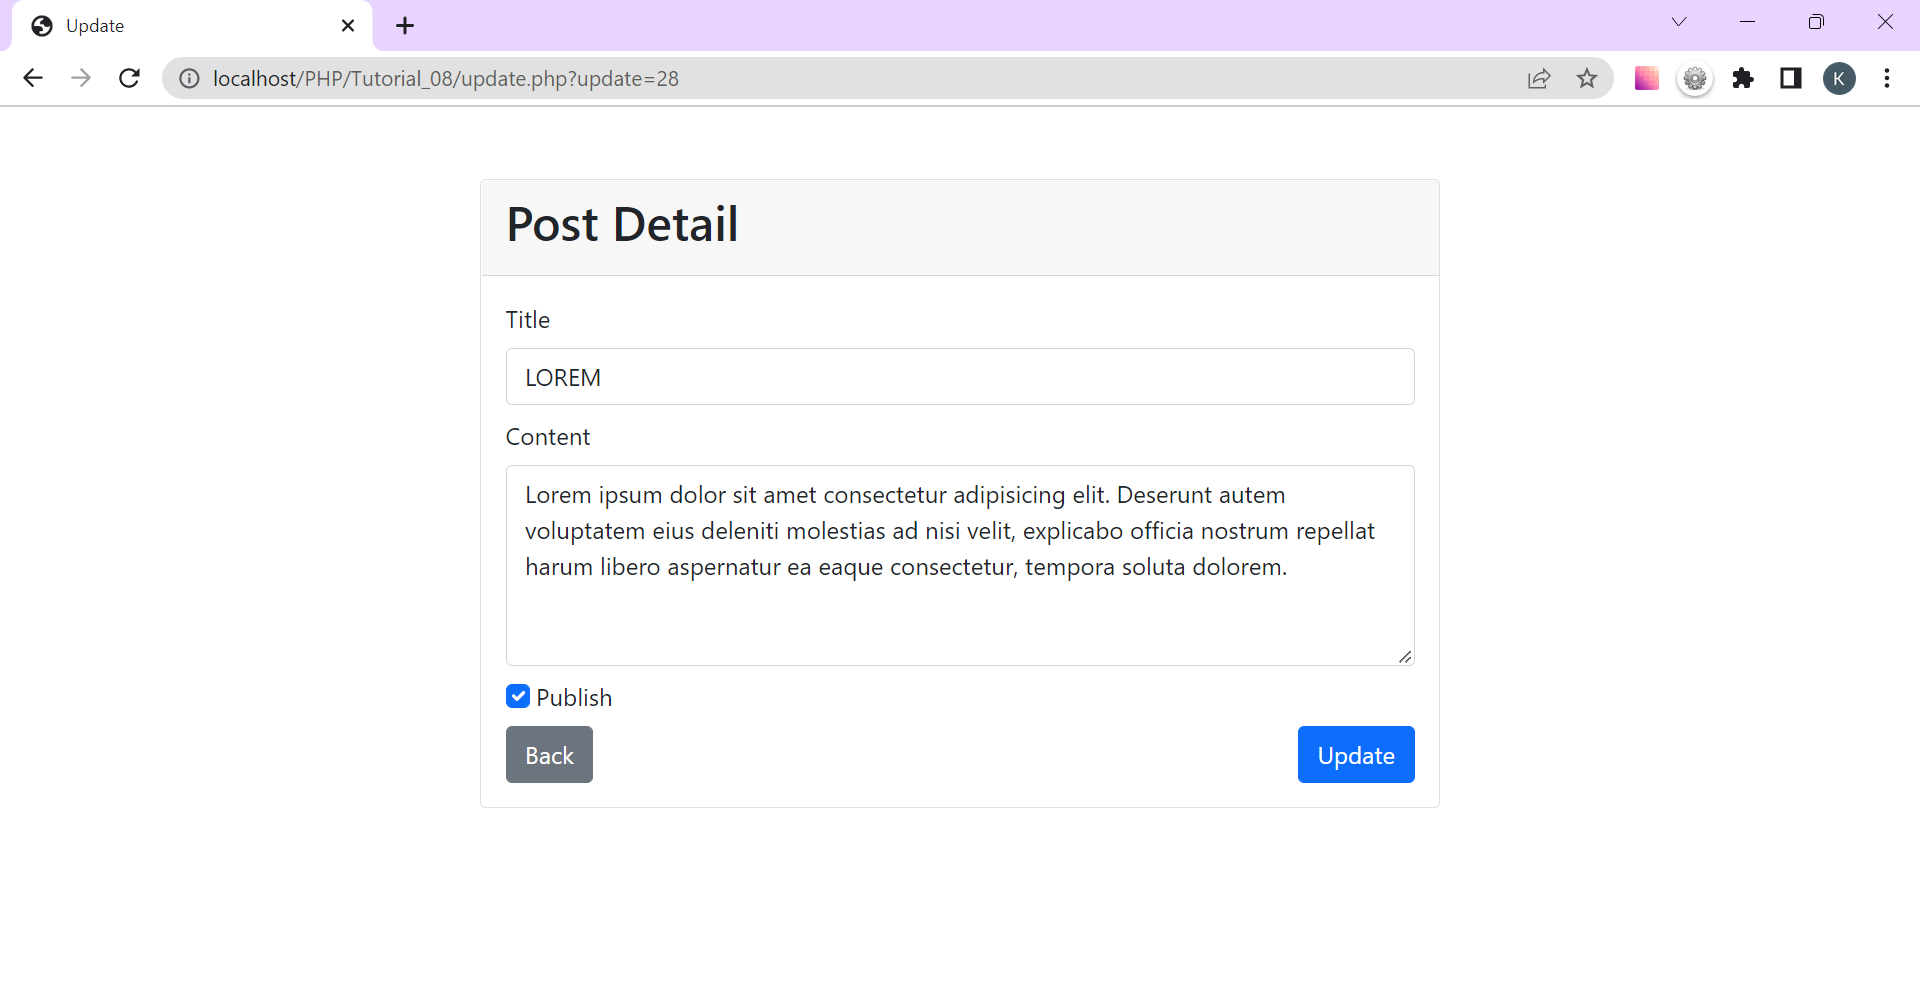 Update
localhost/PHP/Tutorial_08/update.php?update=28
K
Post Detail
Title
LOREM
Content
Lorem ipsum dolor sit amet consectetur adipisicing elit. Deserunt autem
voluptatem eius deleniti molestias ad nisi velit, explicabo officia nostrum repellat
harum libero aspernatur ea eaque consectetur, tempora soluta dolorem.
Publish
Back
Update